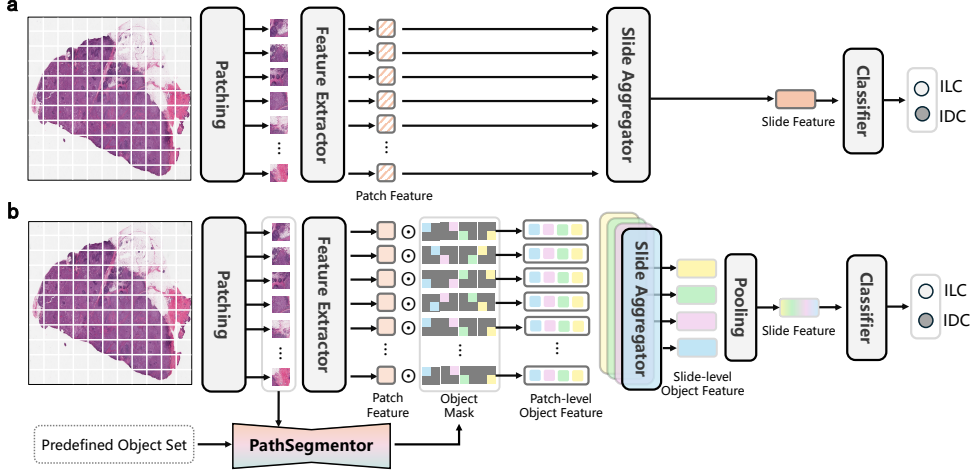 a
Patching
Feature Extractor
Patch Feature
Slide Aggregator
Slide Feature
Classifier
ILC
IDC
b
Patching
Feature Extractor
Patch
Feature
Object
Mask
Patch-level
Object Feature
Slide Aggregator
Slide-level
Object Feature
Pooling
Slide Feature
Classifier
ILC
IDC
Predefined Object Set
PathSegmentor